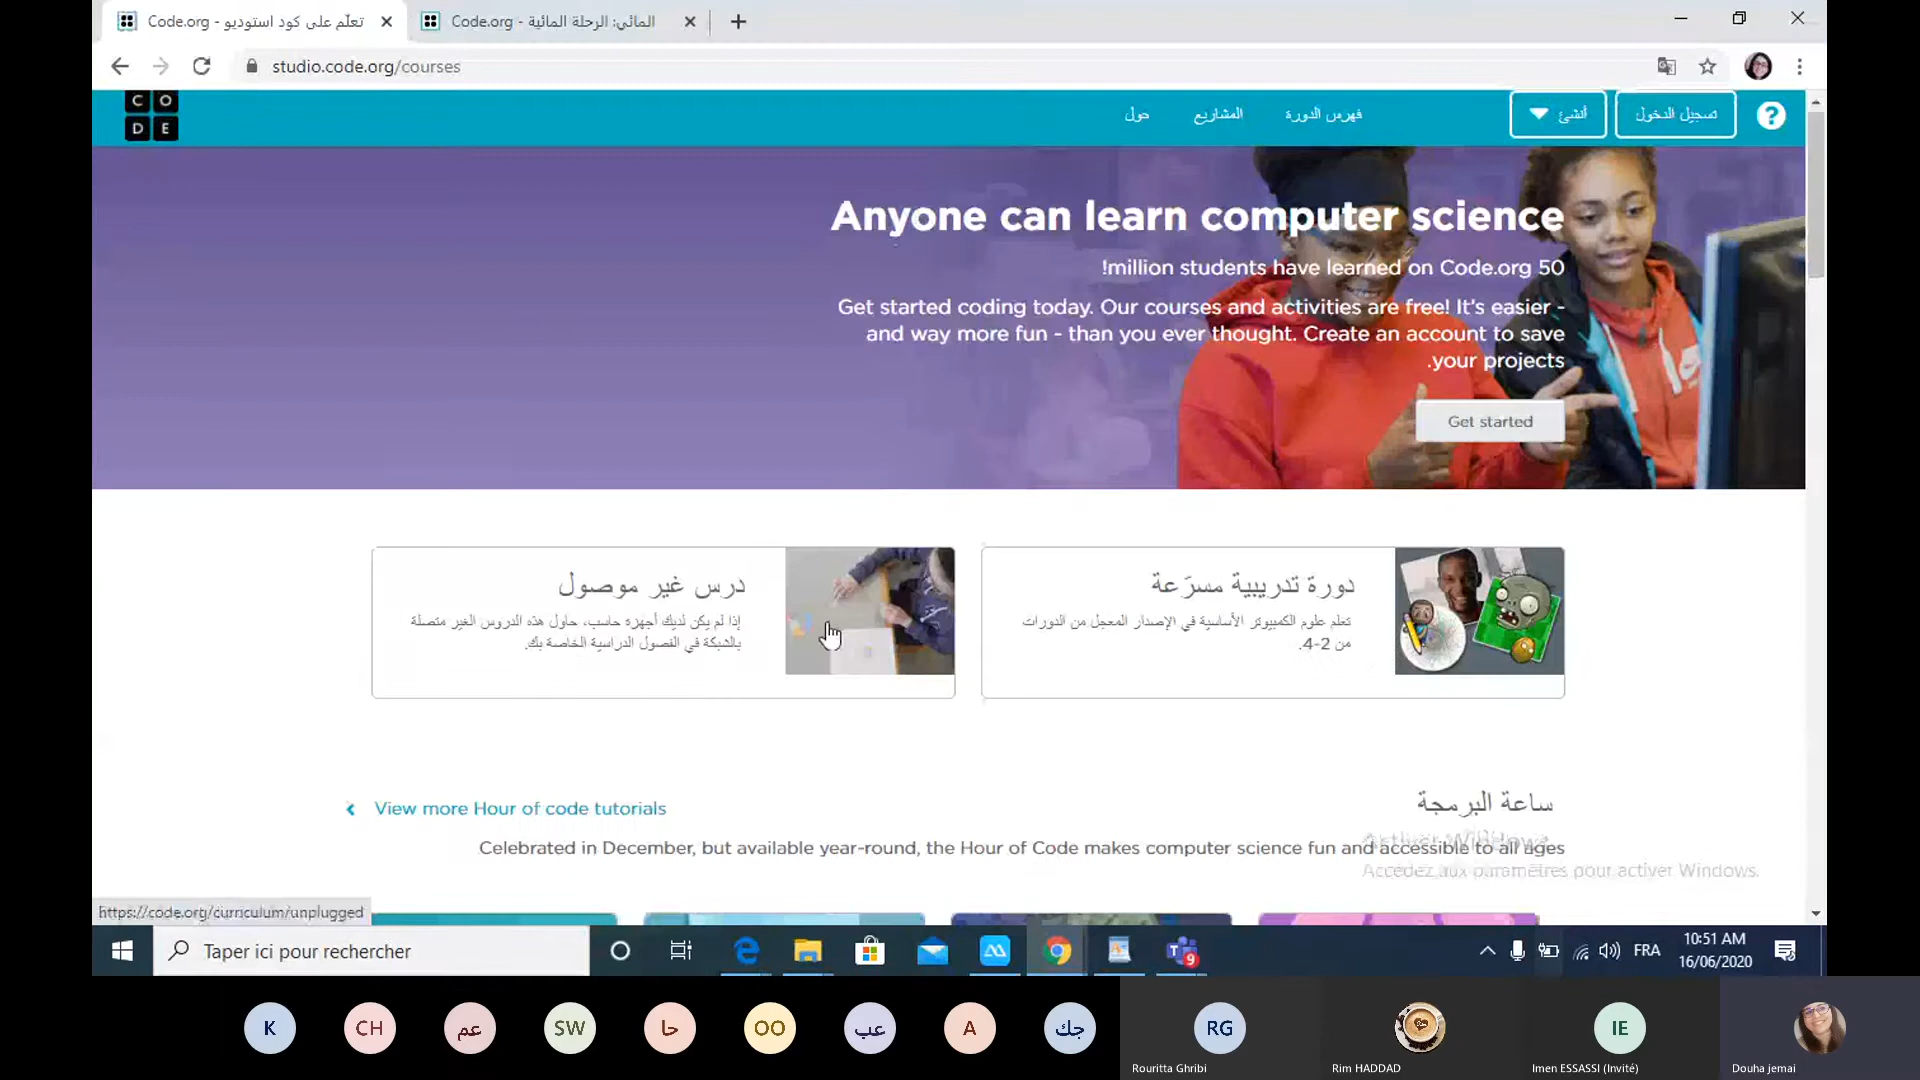 تعلّم على كود استوديو - Code.org
المائي: الرحلة المائية - Code.org
studio.code.org/courses
C O
D E
حول
المشاريع
فهرس الدورة
أنشئ
تسجيل الدخول
?
Anyone can learn computer science
!million students have learned on Code.org 50
Get started coding today. Our courses and activities are free! It's easier -
and way more fun - than you ever thought. Create an account to save
.your projects
Get started
دورة تدريبية مسرّعة
تعلم علوم الكمبيوتر الأساسية في الإصدار المعجل من الدورات
من 2-4.
درس غير موصول
إذا لم يكن لديك أجهزة حاسب، حاول هذه الدروس الغير متصلة
بالشبكة في الفصول الدراسية الخاصة بك.
ساعة البرمجة
View more Hour of code tutorials
Celebrated in December, but available year-round, the Hour of Code makes computer science fun and accessible to all ages
Activer Windows
Accédez aux paramètres pour activer Windows.
https://code.org/curriculum/unplugged
Taper ici pour rechercher
9
FRA
10:51 AM
16/06/2020
K
CH
عم
SW
حا
OO
عب
A
جك
RG
IE
Rouritta Ghribi
Rim HADDAD
Imen ESSASSI (Invité)
Douha jemai